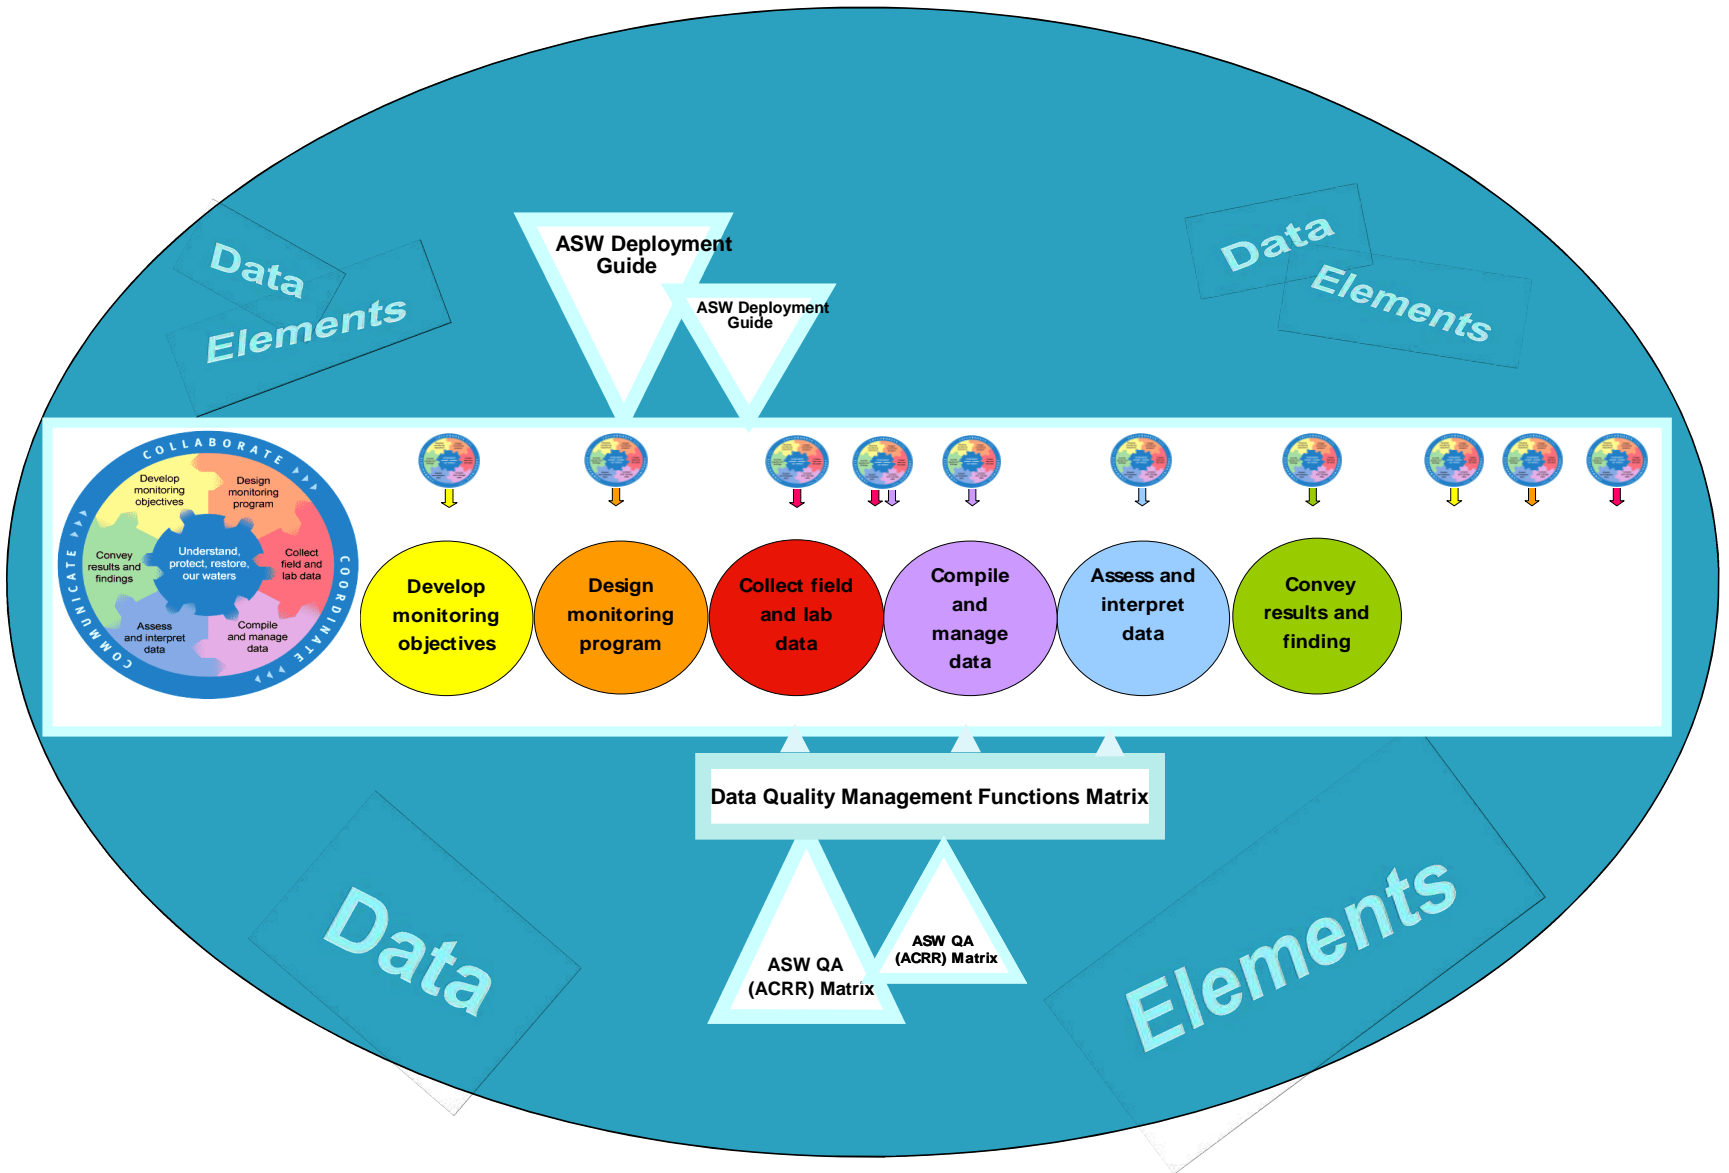 Data
Elements
Data
Elements
ASW Deployment
Guide
ASW Deployment
Guide
COLLABORATE
COORDINATE
COMMUNICATE
Develop
monitoring
objectives
Design
monitoring
program
Convey
results and
findings
Understand,
protect, restore,
our waters
Collect
field and
lab data
Assess
and interpret
data
Compile
and manage
data
Develop
monitoring
objectives
Design
monitoring
program
Collect field
and lab
data
Compile
and
manage
data
Assess and
interpret
data
Convey
results and
finding
Data Quality Management Functions Matrix
ASW QA
(ACRR) Matrix
ASW QA
(ACRR) Matrix
Data
Elements